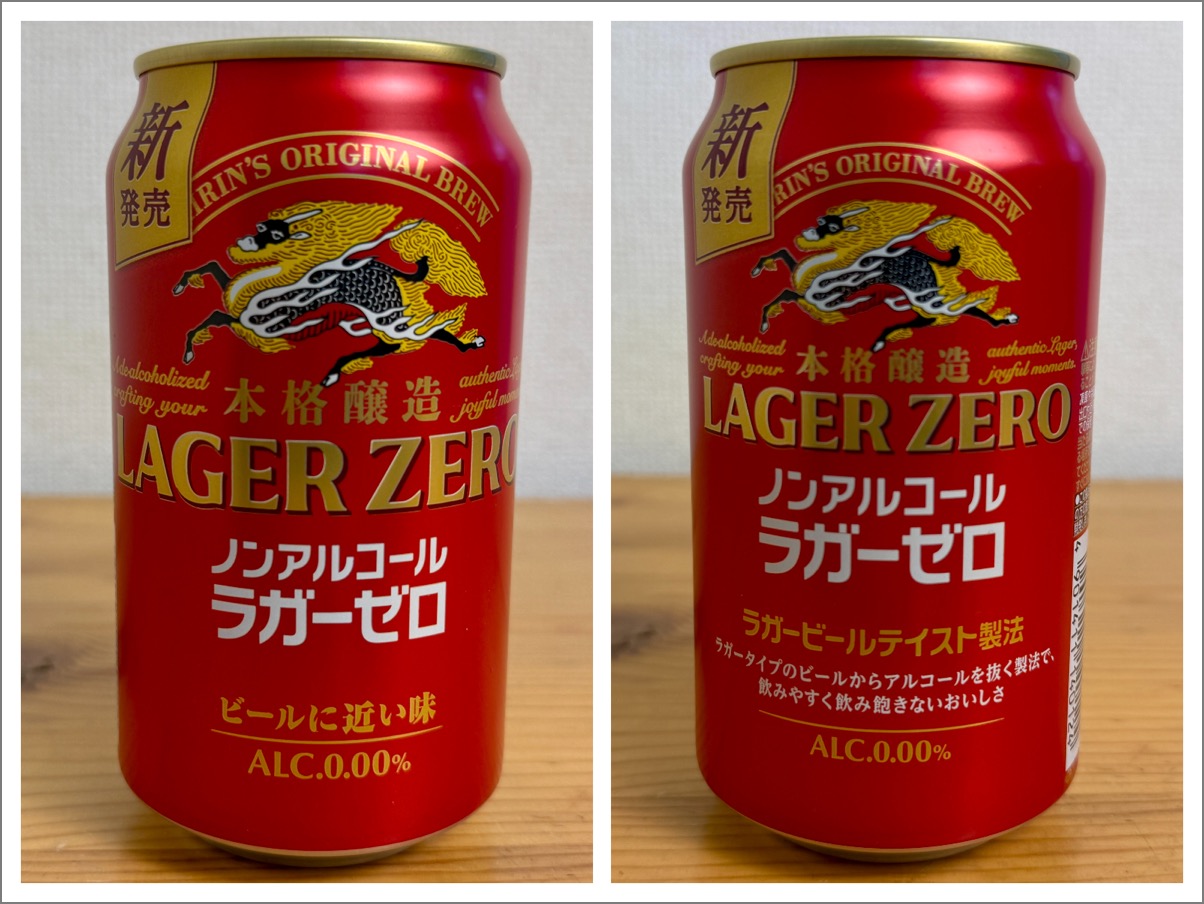 新
発売
KIRIN'S ORIGINAL BREW
A dealcoholized
crafting your
本格醸造
authentic
joyful
LAGER ZERO
ノンアルコール
ラガーゼロ
ビールに近い味
ALC.0.00%
新
発売
KIRIN'S ORIGINAL BREW
A dealcoholized
crafting your
本格醸造
authentic Lager,
joyful moments.
LAGER ZERO
ノンアルコール
ラガーゼロ
ラガービールテイスト製法
ラガータイプのビールからアルコールを抜く製法で、
飲みやすく飲み飽きないおいしさ
ALC.0.00%